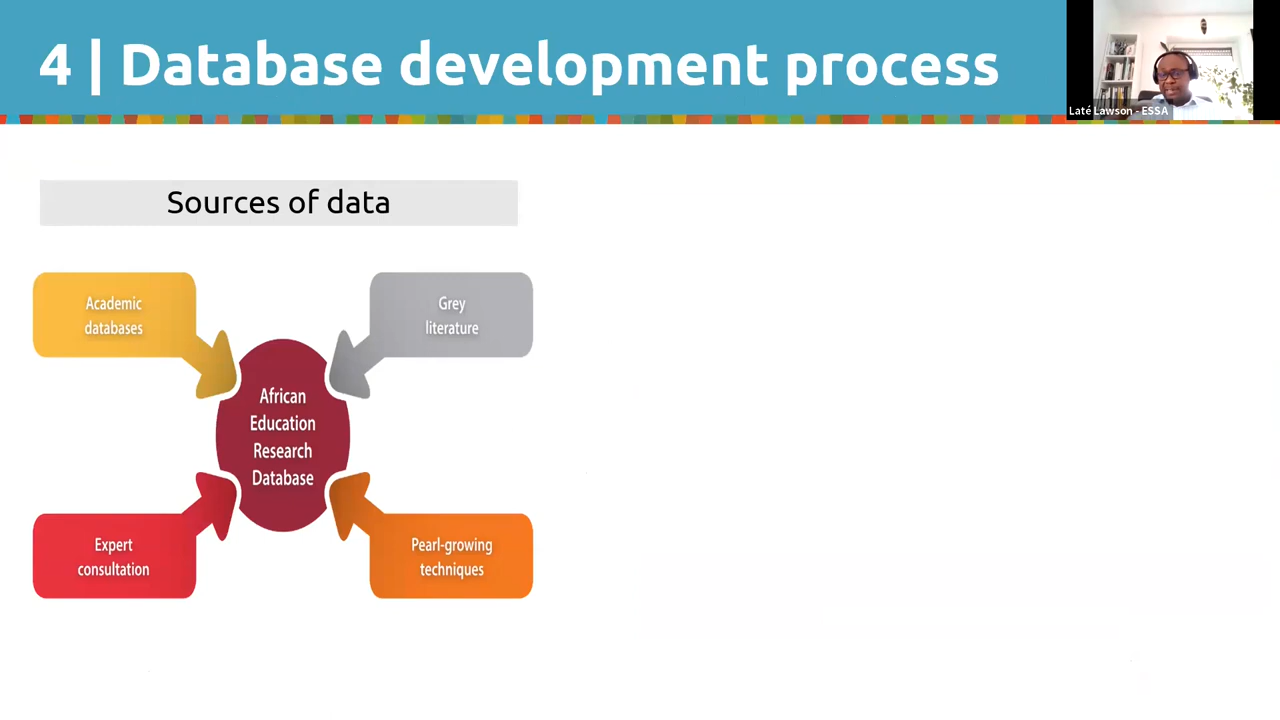 4 | Database development process
Laté Lawson - ESSA
Sources of data
Academic
databases
Grey
literature
African
Education
Research
Database
Expert
consultation
Pearl-growing
techniques